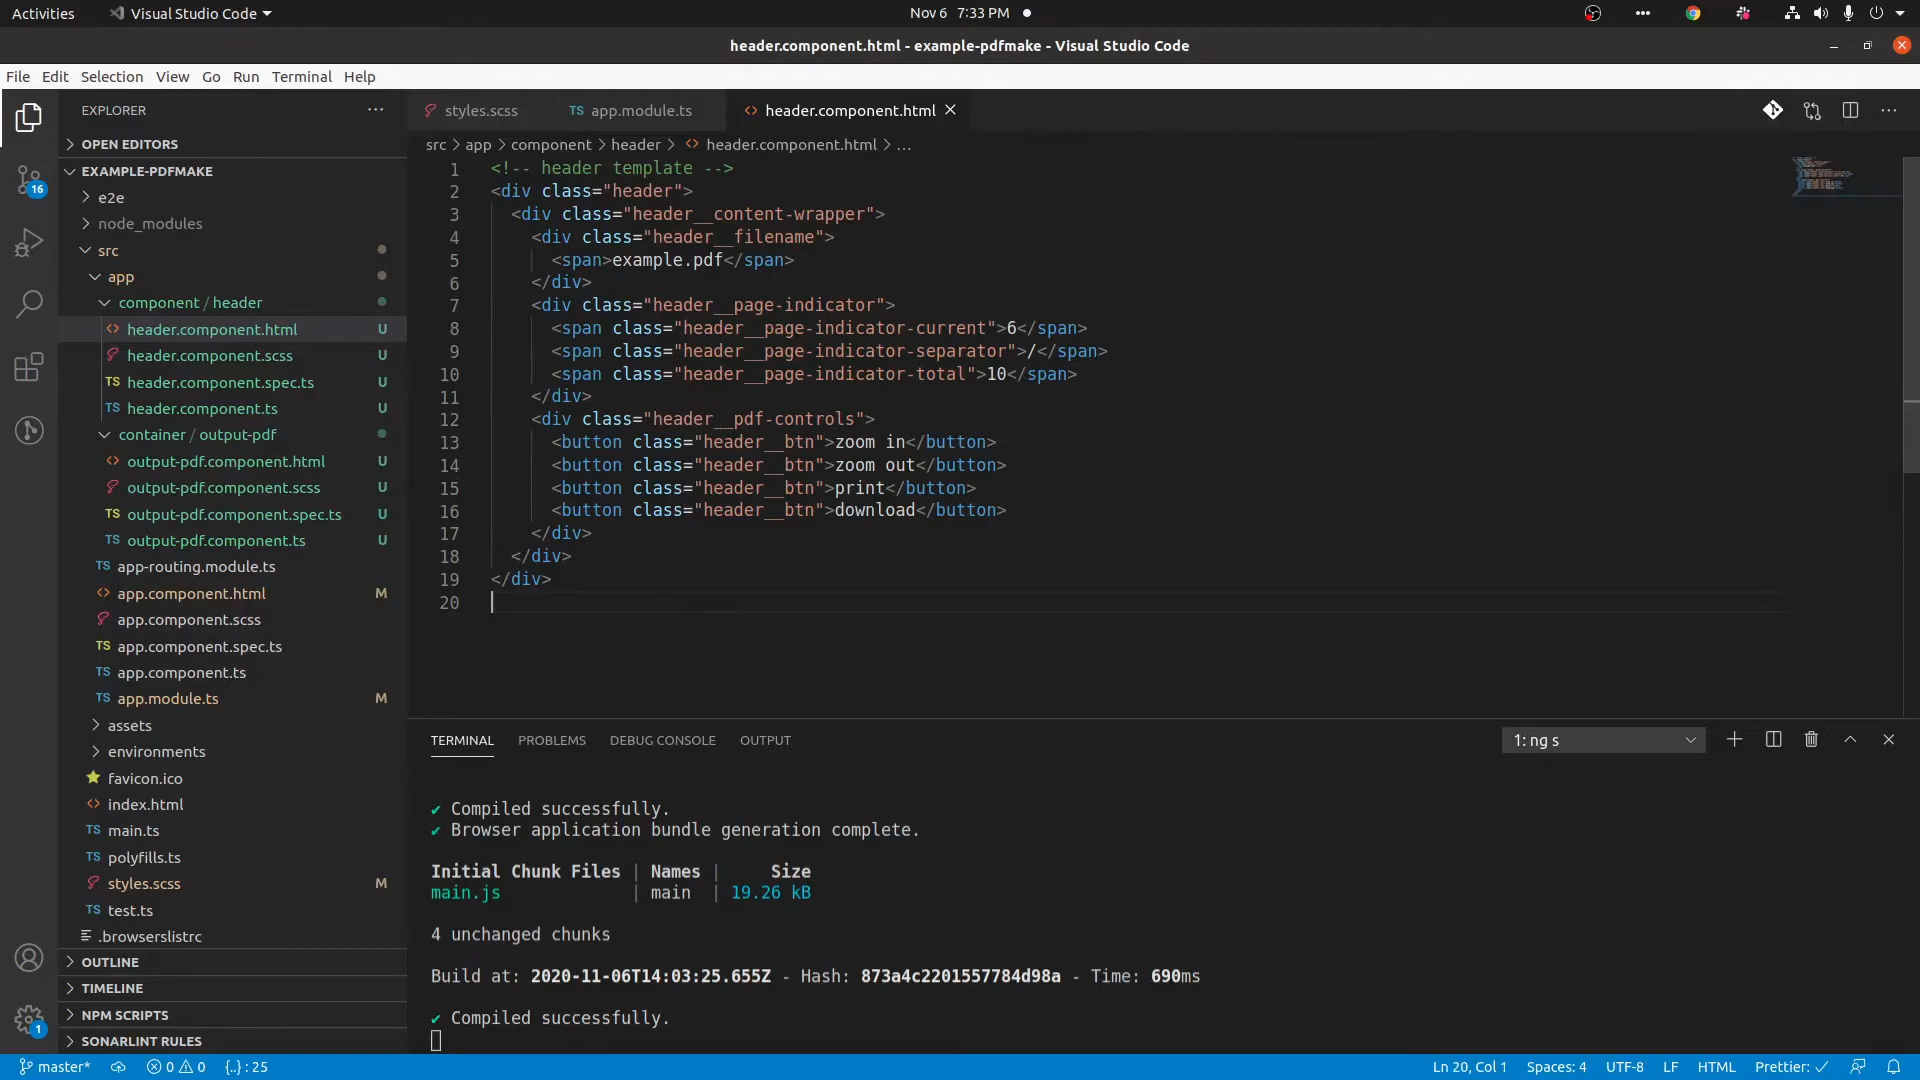 Activities
Visual Studio Code
Nov 6 7:33 PM
header.component.html - example-pdfmake - Visual Studio Code
File Edit Selection View Go Run Terminal Help
EXPLORER
OPEN EDITORS
EXAMPLE-PDFMAKE
e2e
node_modules
src
app
component / header
header.component.html U
header.component.scss U
header.component.spec.ts U
header.component.ts U
container / output-pdf
output-pdf.component.html U
output-pdf.component.scss U
output-pdf.component.spec.ts U
output-pdf.component.ts U
app-routing.module.ts
app.component.html M
app.component.scss
app.component.spec.ts
app.component.ts
app.module.ts M
assets
environments
favicon.ico
index.html
main.ts
polyfills.ts
styles.scss M
test.ts
.browserslistrc
OUTLINE
TIMELINE
NPM SCRIPTS
SONARLINT RULES
16
1
styles.scss
app.module.ts
header.component.html
src > app > component > header > header.component.html > ...
1 <!-- header template -->
2 <div class="header">
3 <div class="header__content-wrapper">
4 <div class="header__filename">
5 <span>example.pdf</span>
6 </div>
7 <div class="header__page-indicator">
8 <span class="header__page-indicator-current">6</span>
9 <span class="header__page-indicator-separator">/</span>
10 <span class="header__page-indicator-total">10</span>
11 </div>
12 <div class="header__pdf-controls">
13 <button class="header__btn">zoom in</button>
14 <button class="header__btn">zoom out</button>
15 <button class="header__btn">print</button>
16 <button class="header__btn">download</button>
17 </div>
18 </div>
19 </div>
20
TERMINAL PROBLEMS DEBUG CONSOLE OUTPUT
1: ng s
✔ Compiled successfully.
✔ Browser application bundle generation complete.
Initial Chunk Files | Names | Size
main.js | main | 19.26 kB
4 unchanged chunks
Build at: 2020-11-06T14:03:25.655Z - Hash: 873a4c2201557784d98a - Time: 690ms
✔ Compiled successfully.
master* 0 0 {..} : 25
Ln 20, Col 1 Spaces: 4 UTF-8 LF HTML Prettier: ✓